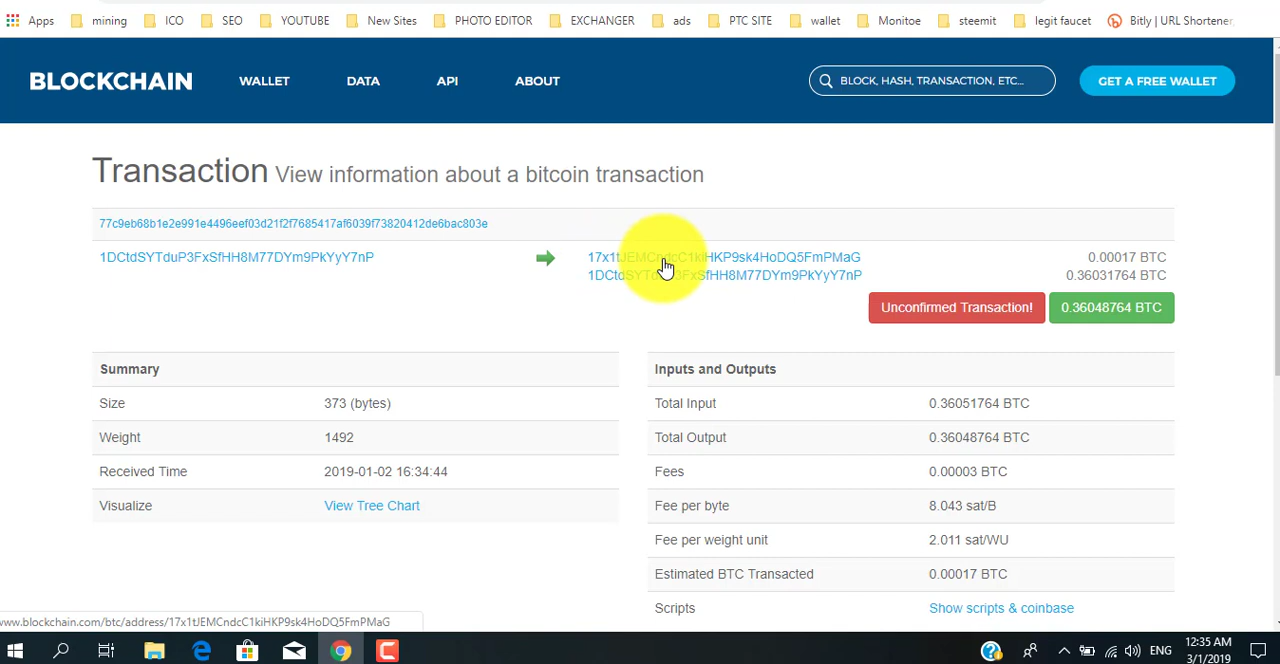 Apps mining ICO SEO YOUTUBE New Sites PHOTO EDITOR EXCHANGER ads PTC SITE wallet Monitoe steemit legit faucet Bitly | URL Shortener
BLOCKCHAIN WALLET DATA API ABOUT BLOCK, HASH, TRANSACTION, ETC... GET A FREE WALLET
Transaction View information about a bitcoin transaction
77c9eb68b1e2e991e4496eef03d21f2f7685417af6039f73820412de6bac803e
1DCtdSYTduP3FxSfHH8M77DYm9PkYyY7nP 17x1tJEMCndcC1kiHKP9sk4HoDQ5FmPMaG 0.00017 BTC
1DCtdSYTduP3FxSfHH8M77DYm9PkYyY7nP 0.36031764 BTC
Unconfirmed Transaction! 0.36048764 BTC
Summary
Size 373 (bytes)
Weight 1492
Received Time 2019-01-02 16:34:44
Visualize View Tree Chart
Inputs and Outputs
Total Input 0.36051764 BTC
Total Output 0.36048764 BTC
Fees 0.00003 BTC
Fee per byte 8.043 sat/B
Fee per weight unit 2.011 sat/WU
Estimated BTC Transacted 0.00017 BTC
Scripts Show scripts & coinbase
www.blockchain.com/btc/address/17x1tJEMCndcC1kiHKP9sk4HoDQ5FmPMaG
ENG 12:35 AM
3/1/2019